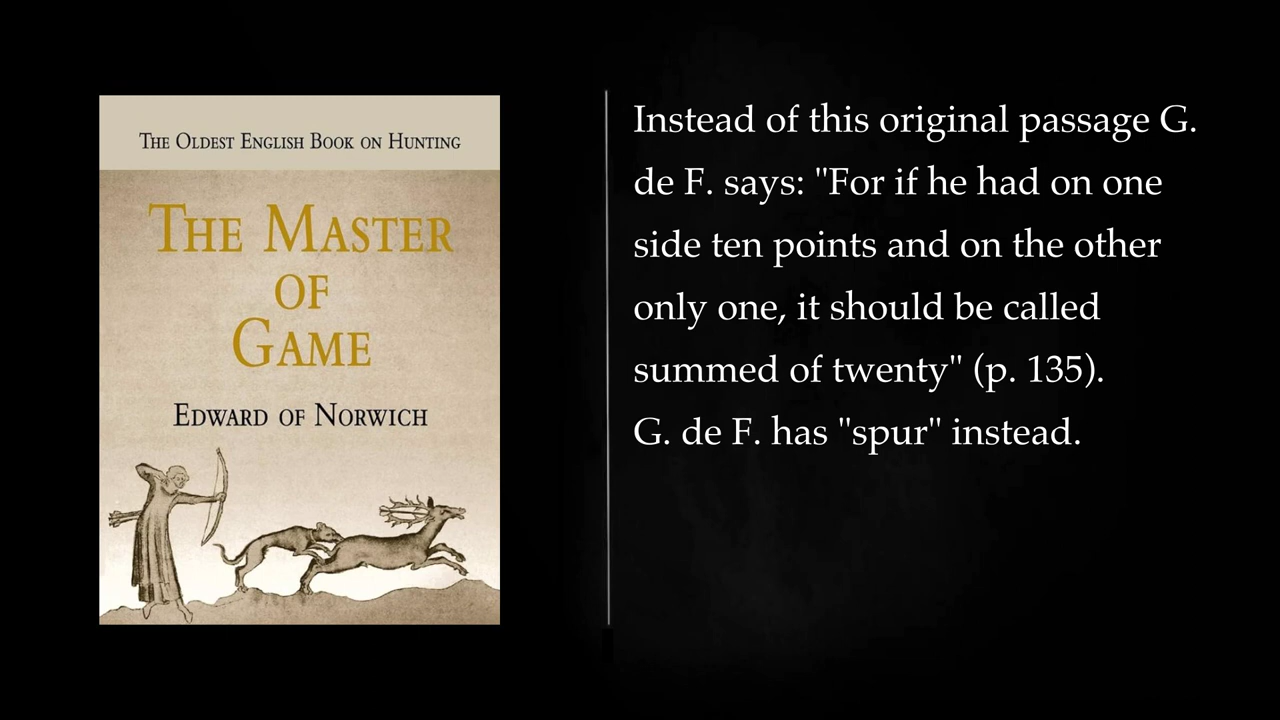 The Oldest English Book on Hunting
The Master
of
Game
Edward of Norwich
Instead of this original passage G.
de F. says: "For if he had on one
side ten points and on the other
only one, it should be called
summed of twenty" (p. 135).
G. de F. has "spur" instead.